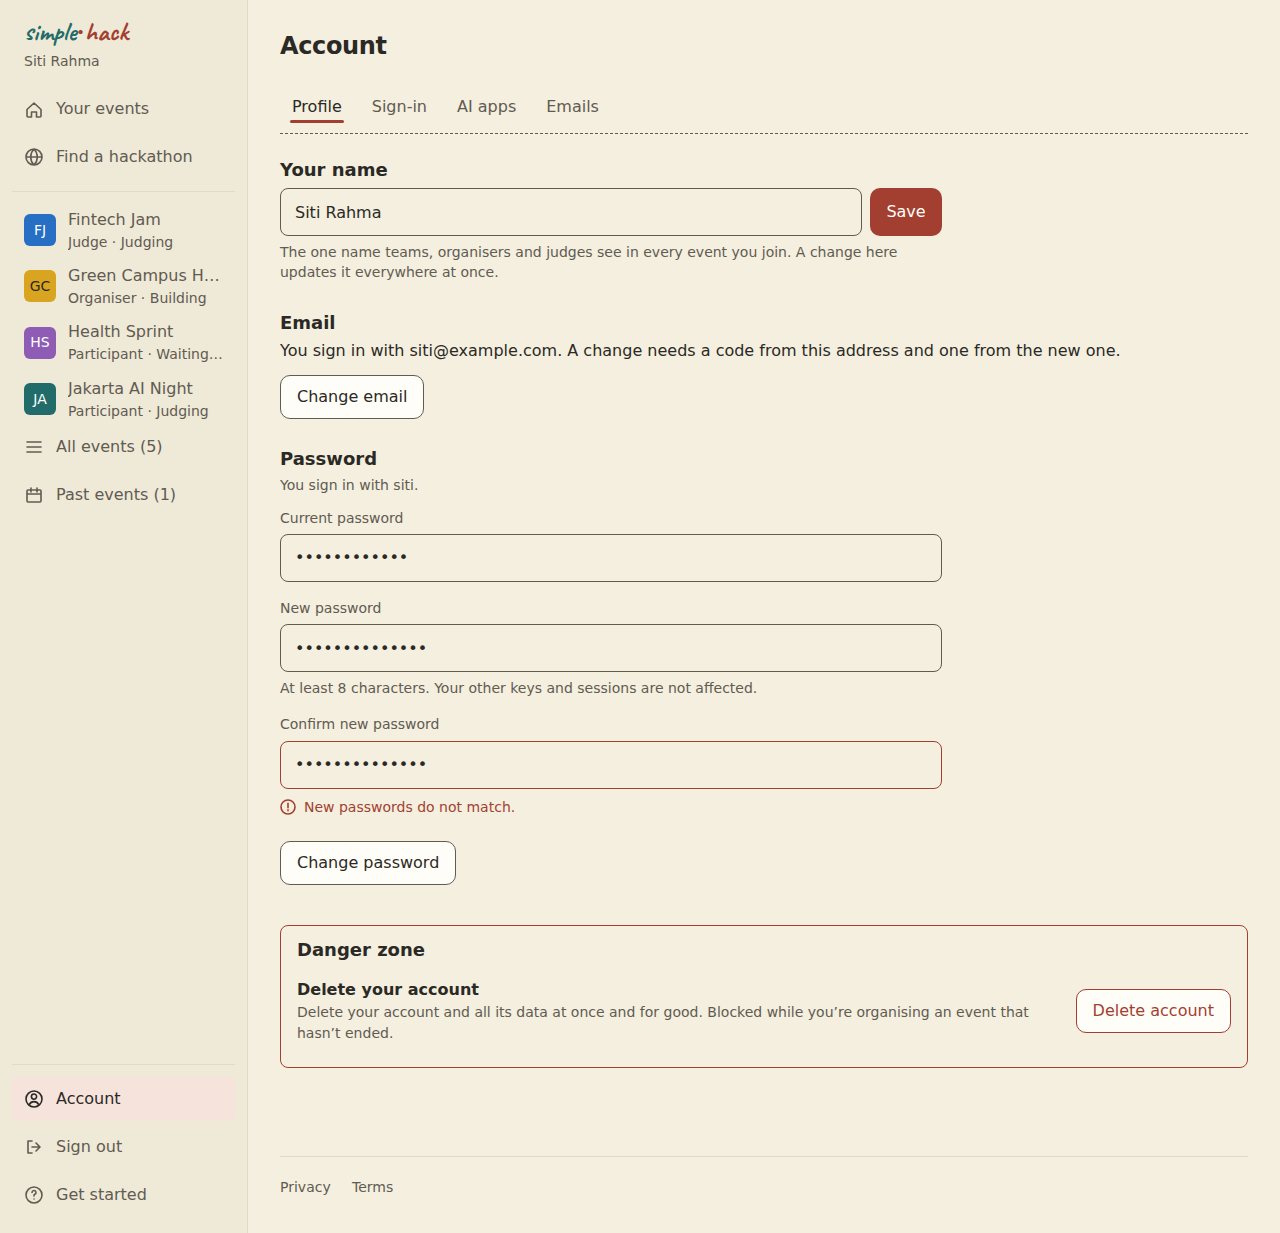 simple·hack
Siti Rahma
Your events
Find a hackathon
FJ
Fintech Jam
Judge · Judging
GC
Green Campus H…
Organiser · Building
HS
Health Sprint
Participant · Waiting…
JA
Jakarta AI Night
Participant · Judging
All events (5)
Past events (1)
Account
Sign out
Get started
Account
Profile
Sign-in
AI apps
Emails
Your name
Siti Rahma
Save
The one name teams, organisers and judges see in every event you join. A change here
updates it everywhere at once.
Email
You sign in with siti@example.com. A change needs a code from this address and one from the new one.
Change email
Password
You sign in with siti.
Current password
••••••••••••
New password
••••••••••••••
At least 8 characters. Your other keys and sessions are not affected.
Confirm new password
••••••••••••••
New passwords do not match.
Change password
Danger zone
Delete your account
Delete your account and all its data at once and for good. Blocked while you’re organising an event that
hasn’t ended.
Delete account
Privacy
Terms